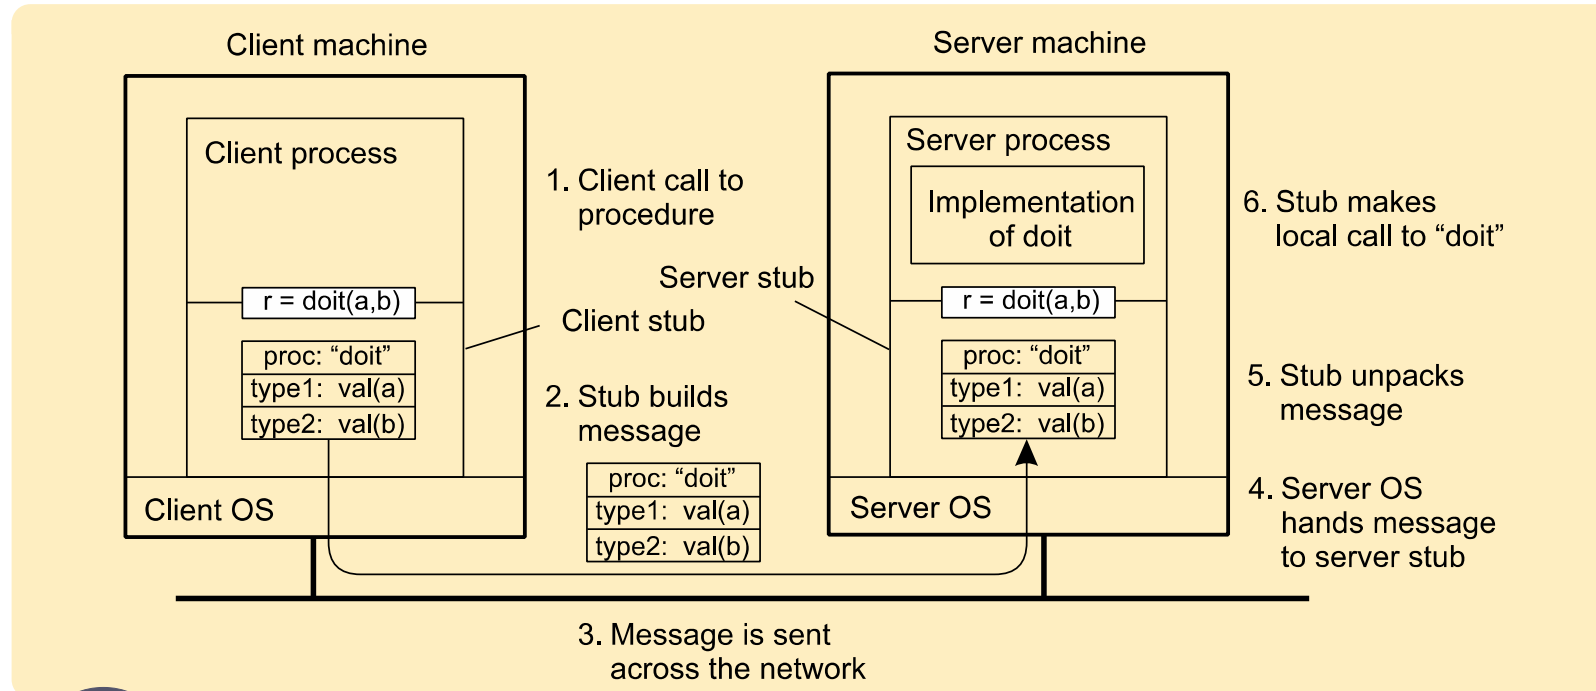 Client machine
Server machine
Client process
1. Client call to
procedure
r = doit(a,b)
Client stub
proc: “doit”
type1: val(a)
type2: val(b)
2. Stub builds
message
proc: “doit”
type1: val(a)
type2: val(b)
Client OS
3. Message is sent
across the network
Server process
Implementation
of doit
6. Stub makes
local call to “doit”
Server stub
r = doit(a,b)
proc: “doit”
type1: val(a)
type2: val(b)
5. Stub unpacks
message
Server OS
4. Server OS
hands message
to server stub